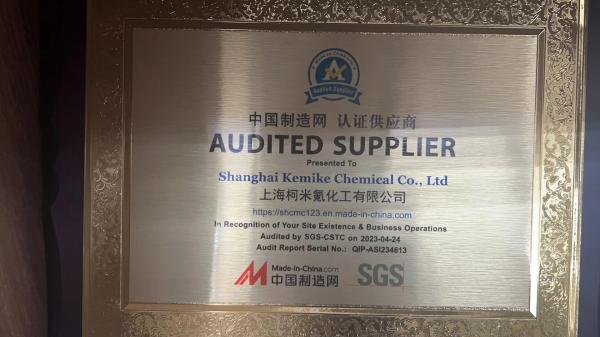 Audited Supplier
中国制造网 认证供应商
AUDITED SUPPLIER
Presented To
Shanghai Kemike Chemical Co., Ltd
上海柯米氪化工有限公司
https://shcmc123.en.made-in-china.com
In Recognition of Your Site Existence & Business Operations
Audited by SGS-CSTC on 2023-04-24
Audit Report Serial No.: QIP-ASI234613
Made-in-China.com
中国制造网
SGS